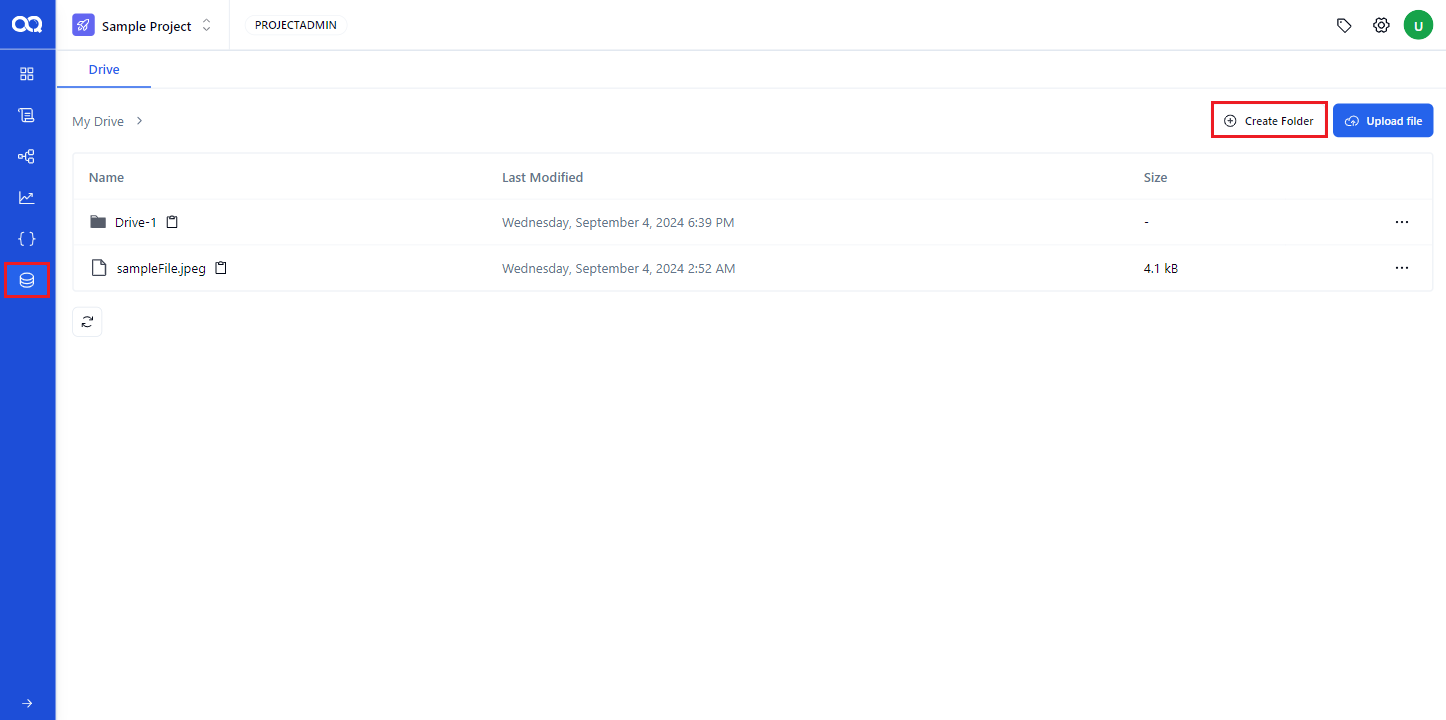 Sample Project PROJECTADMIN U
Drive
My Drive Create Folder Upload file
Name Last Modified Size
Drive-1 Wednesday, September 4, 2024 6:39 PM -
sampleFile.jpeg Wednesday, September 4, 2024 2:52 AM 4.1 kB